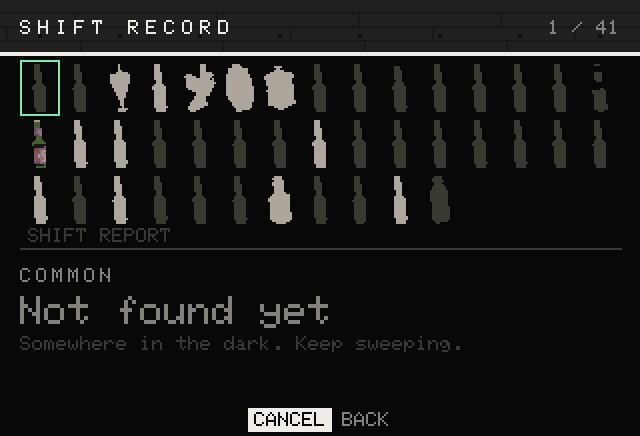 SHIFT RECORD
1 / 41
SHIFT REPORT
COMMON
Not found yet
Somewhere in the dark. Keep sweeping.
CANCEL BACK